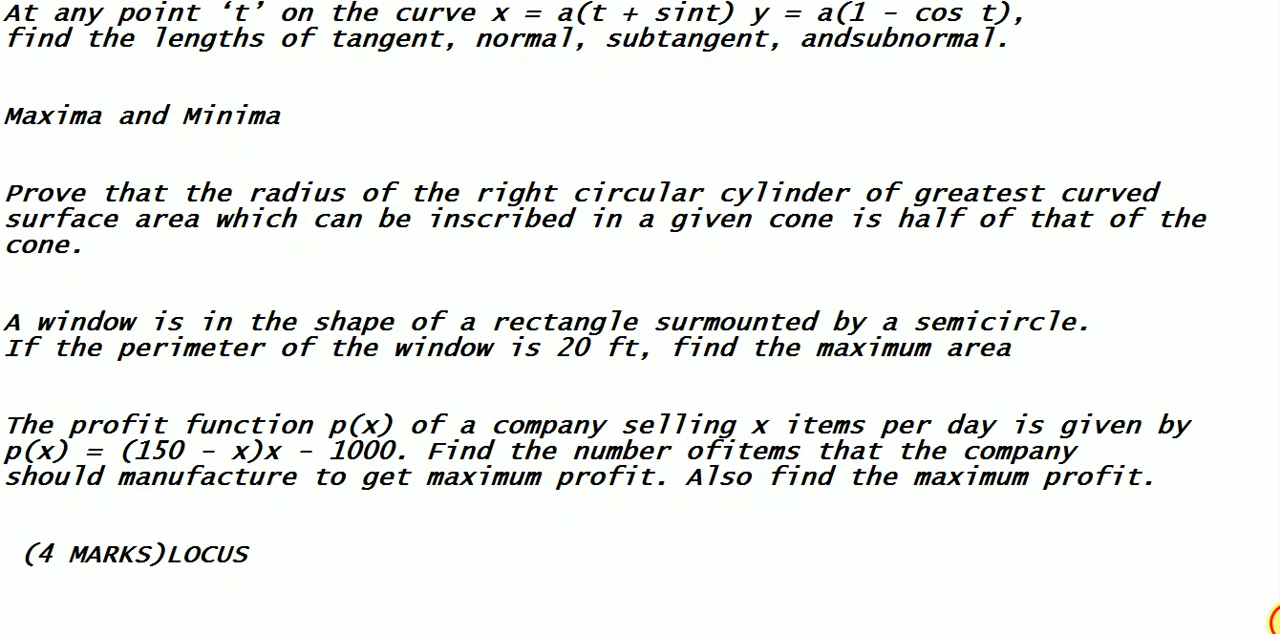 At any point ‘t’ on the curve x = a(t + sint) y = a(1 – cos t),
find the lengths of tangent, normal, subtangent, andsubnormal.
Maxima and Minima
Prove that the radius of the right circular cylinder of greatest curved
surface area which can be inscribed in a given cone is half of that of the
cone.
A window is in the shape of a rectangle surmounted by a semicircle.
If the perimeter of the window is 20 ft, find the maximum area
The profit function p(x) of a company selling x items per day is given by
p(x) = (150 – x)x – 1000. Find the number ofitems that the company
should manufacture to get maximum profit. Also find the maximum profit.
(4 MARKS)LOCUS